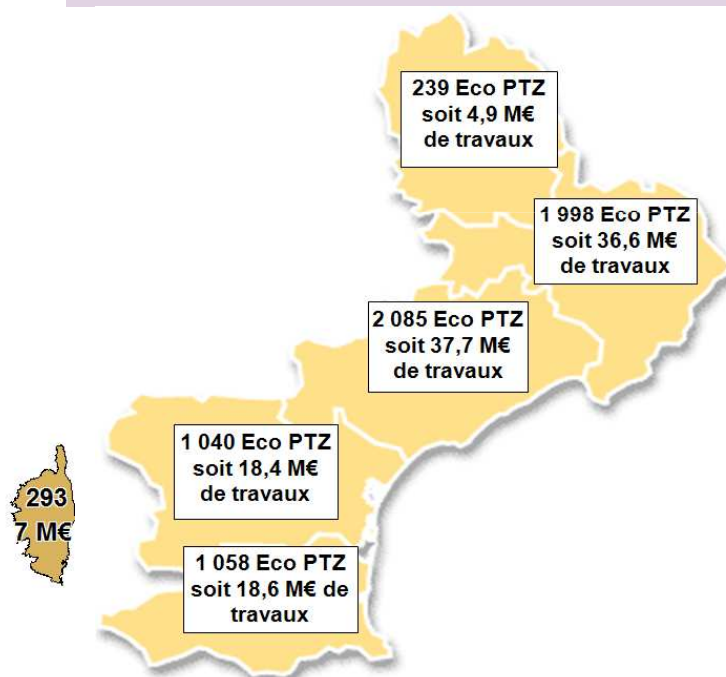 239 Eco PTZ
soit 4,9 M€
de travaux
1 998 Eco PTZ
soit 36,6 M€
de travaux
2 085 Eco PTZ
soit 37,7 M€
de travaux
1 040 Eco PTZ
soit 18,4 M€
de travaux
293
7 M€
1 058 Eco PTZ
soit 18,6 M€ de
travaux